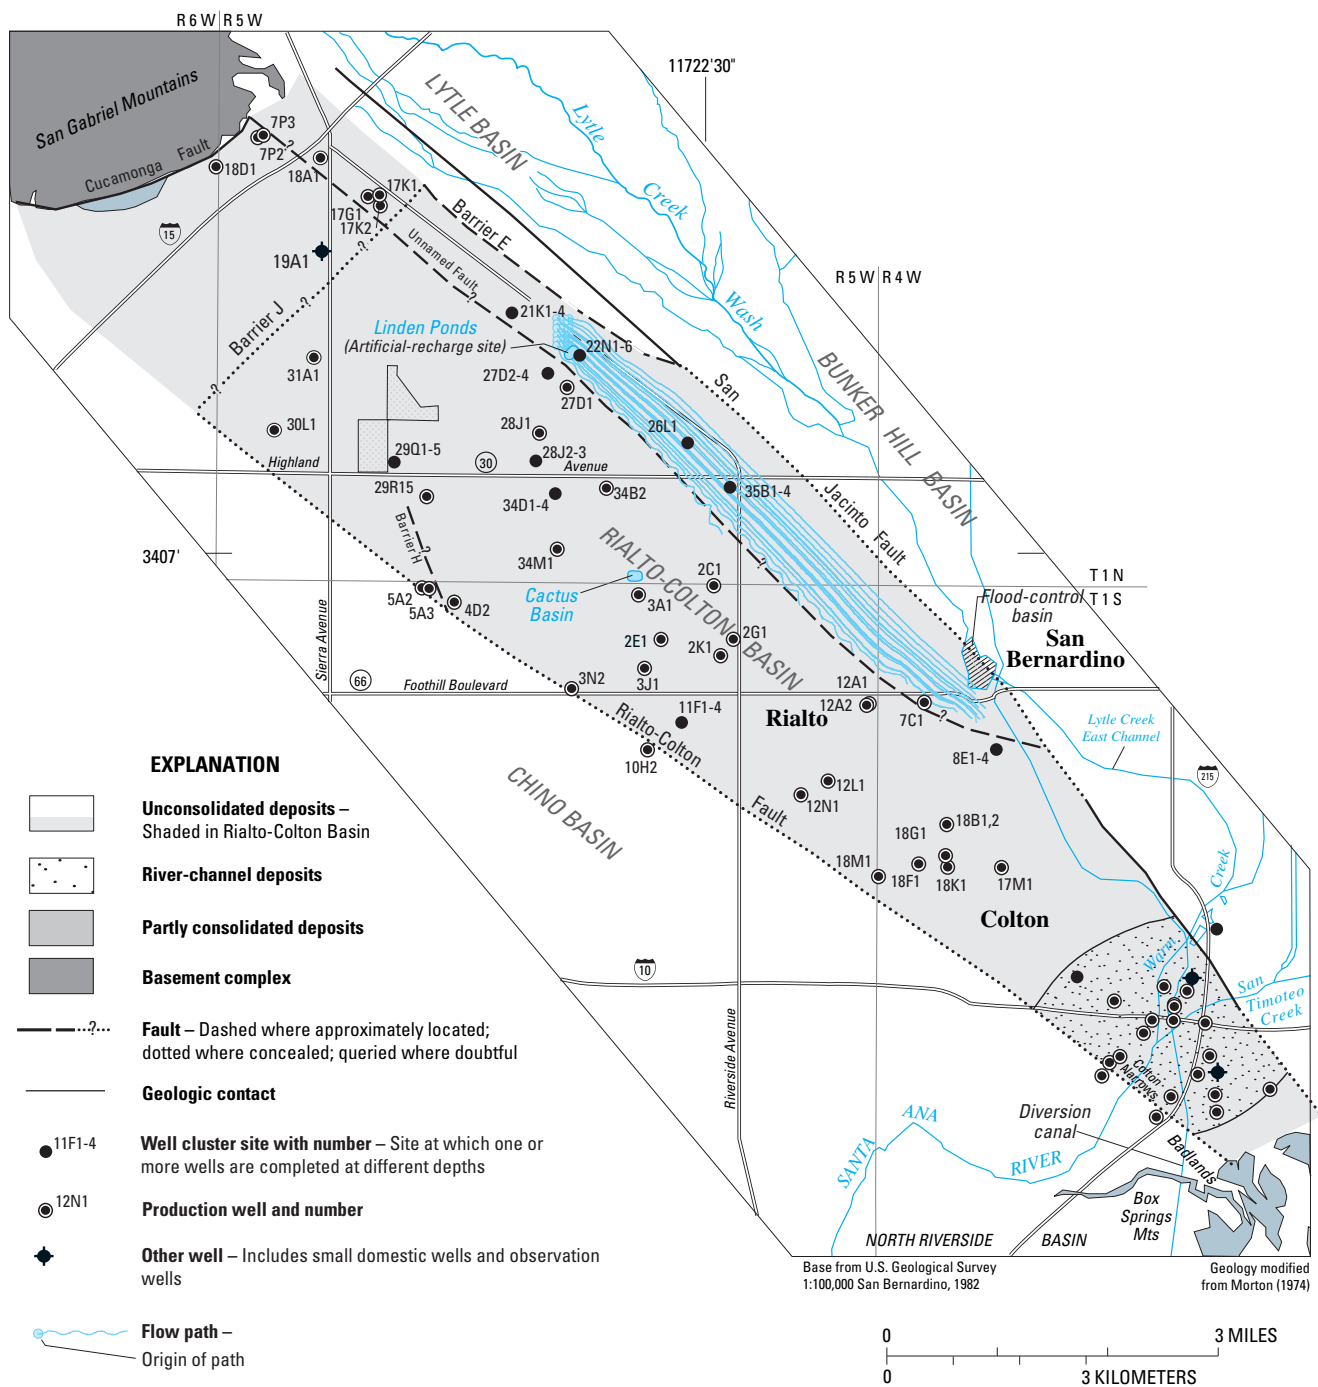 R 6 W
R 5 W
11722'30"
San Gabriel Mountains
LYTLE BASIN
Lytle
Creek
Wash
7P3
7P2
Cucamonga Fault
?
18D1
18A1
17K1
17G1
17K2
Barrier E
15
Unnamed Fault
?
?
19A1
R 5 W
R 4 W
Barrier J
?
21K1-4
Linden Ponds
(Artificial-recharge site)
22N1-6
BUNKER HILL BASIN
31A1
27D2-4
27D1
San
Jacinto
Fault
?
30L1
28J1
26L1
29Q1-5
28J2-3
Highland
30
Avenue
29R15
34D1-4
34B2
35B1-4
Barrier H
?
RIALTO-COLTON BASIN
3407'
34M1
?
2C1
T 1 N
T 1 S
5A2
5A3
4D2
Cactus
Basin
3A1
Flood-control
basin
San
Bernardino
2E1
2G1
2K1
Sierra Avenue
3J1
66
Foothill Boulevard
3N2
12A1
12A2
7C1
?
Rialto
11F1-4
Rialto-Colton
Fault
Lytle Creek
East Channel
10H2
8E1-4
CHINO BASIN
12L1
12N1
215
18B1,2
18G1
18M1
18F1
18K1
17M1
Colton
Warm
Creek
10
San
Timoteo
Creek
Riverside Avenue
Colton
Narrows
SANTA
ANA
RIVER
Diversion
canal
Badlands
Box
Springs
Mts
NORTH RIVERSIDE
BASIN
Base from U.S. Geological Survey
1:100,000 San Bernardino, 1982
Geology modified
from Morton (1974)
EXPLANATION
Unconsolidated deposits –
Shaded in Rialto-Colton Basin
River-channel deposits
Partly consolidated deposits
Basement complex
?
Fault – Dashed where approximately located;
dotted where concealed; queried where doubtful
Geologic contact
11F1-4
Well cluster site with number – Site at which one or
more wells are completed at different depths
12N1
Production well and number
Other well – Includes small domestic wells and observation
wells
Flow path –
Origin of path
0
3 MILES
0
3 KILOMETERS